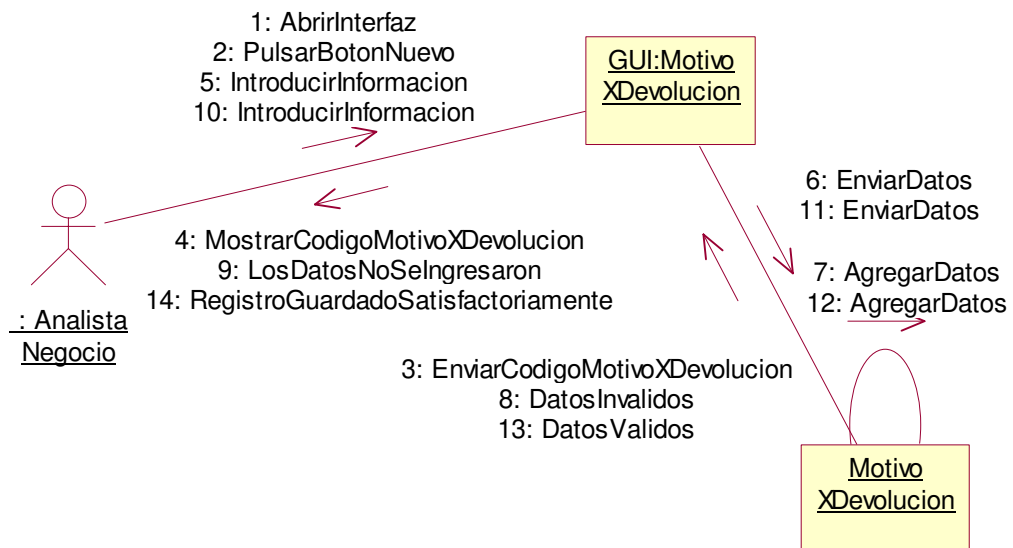 1: AbrirInterfaz
2: PulsarBotonNuevo
5: IntroducirInformacion
10: IntroducirInformacion
GUI:Motivo
XDevolucion
6: EnviarDatos
11: EnviarDatos
4: MostrarCodigoMotivoXDevolucion
9: LosDatosNoSeIngresaron
14: RegistroGuardadoSatisfactoriamente
7: AgregarDatos
12: AgregarDatos
: Analista
Negocio
3: EnviarCodigoMotivoXDevolucion
8: DatosInvalidos
13: DatosValidos
Motivo
XDevolucion